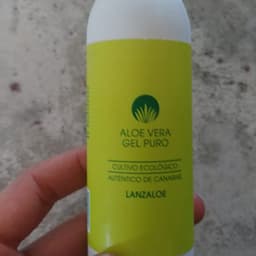 ALOE VERA
GEL PURO
CULTIVO ECOLÓGICO
AUTÉNTICO DE CANARIAS
LANZALOE